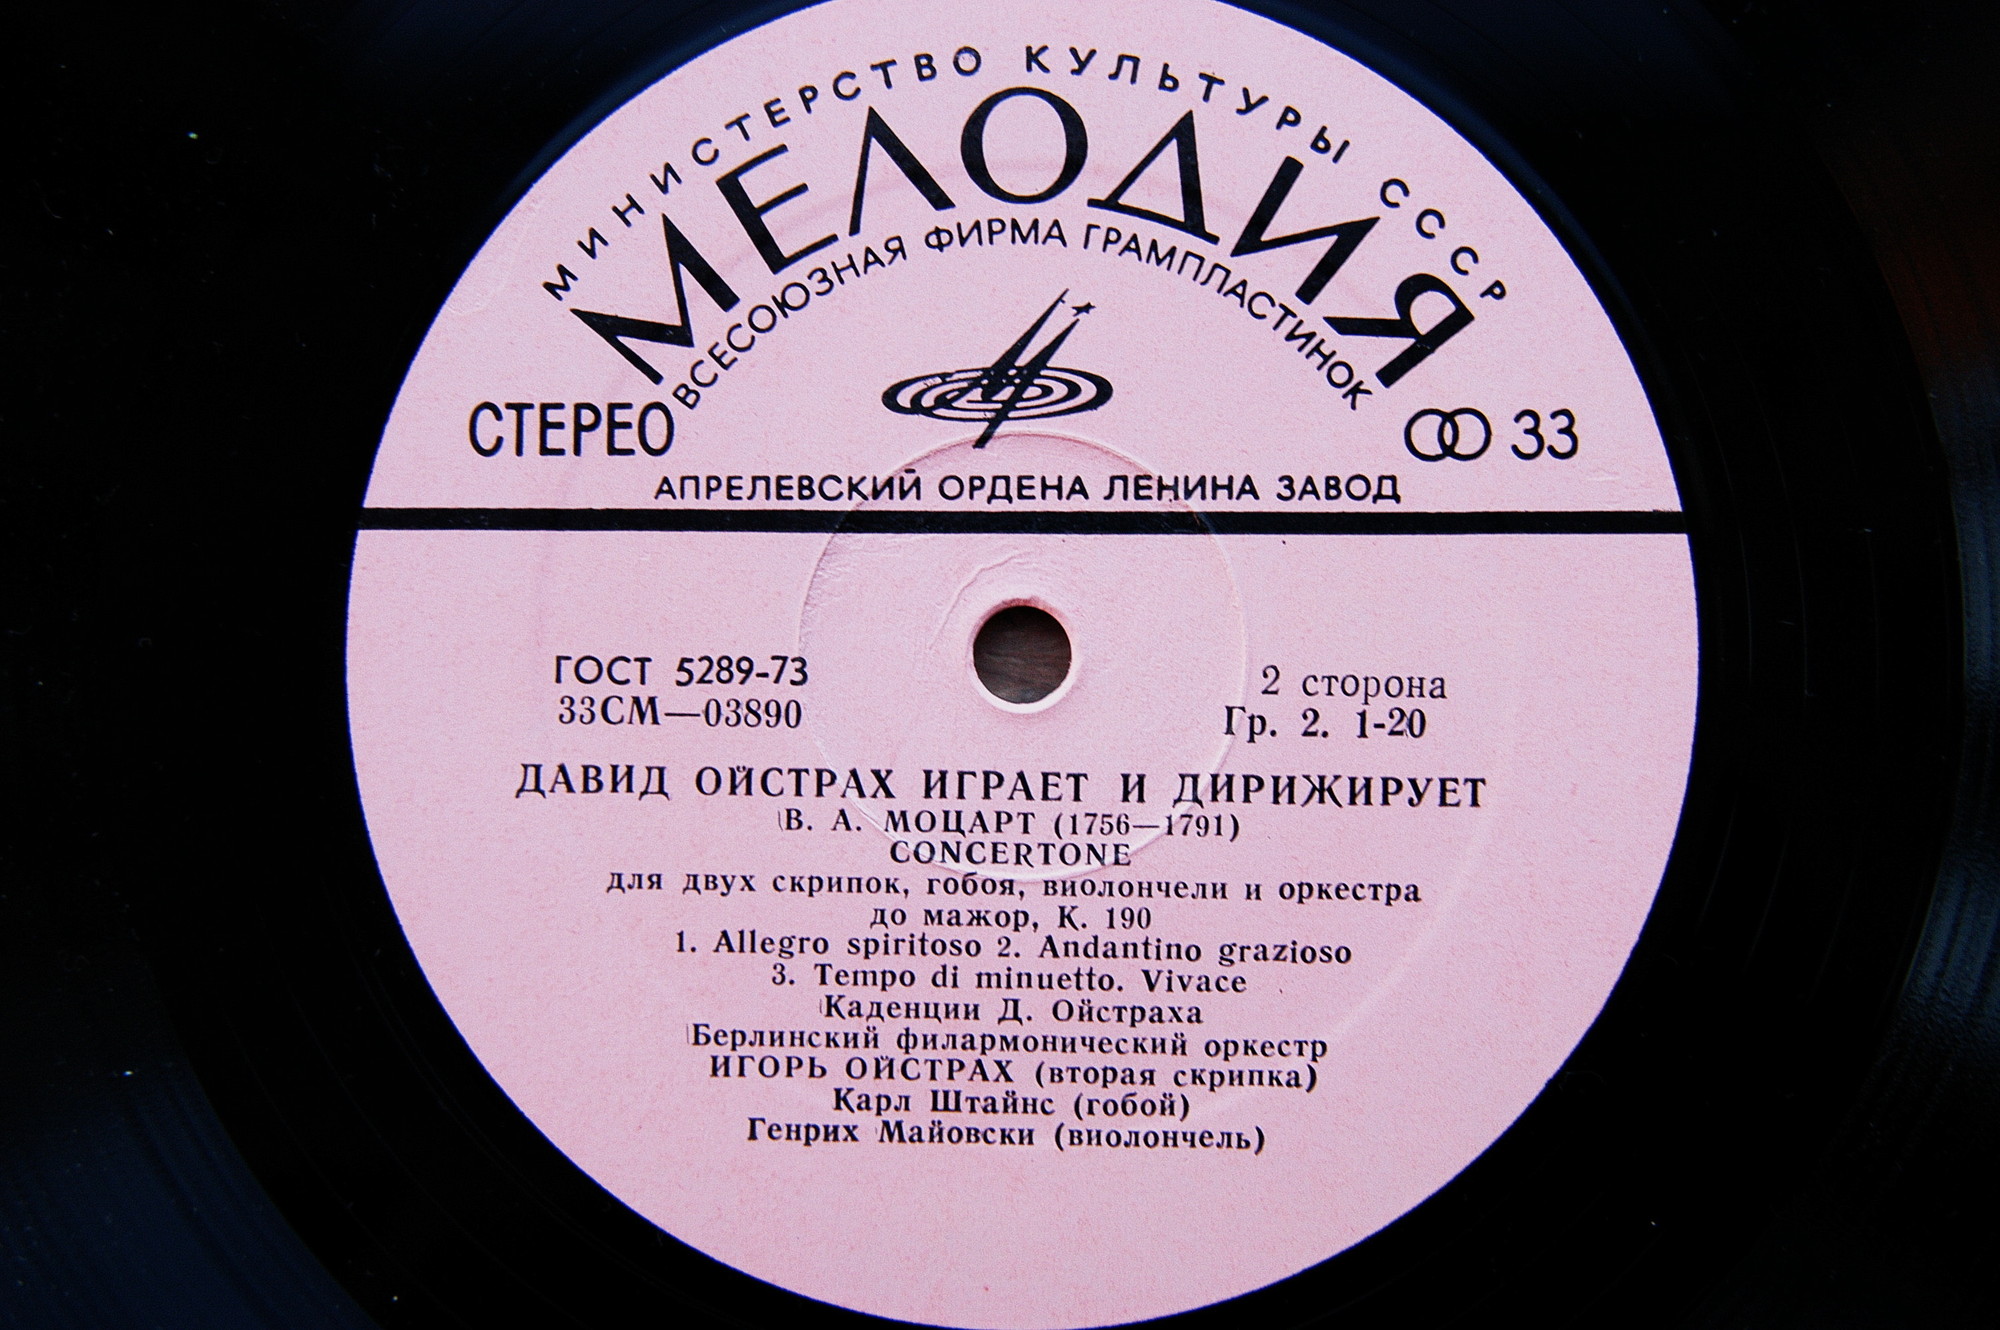 МИНИСТЕРСТВО КУЛЬТУРЫ СССР
МЕЛОДИЯ
ВСЕСОЮЗНАЯ ФИРМА ГРАМПЛАСТИНОК
СТЕРЕО 33
АПРЕЛЕВСКИЙ ОРДЕНА ЛЕНИНА ЗАВОД
ГОСТ 5289-73
33СМ—03890
2 сторона
Гр. 2. 1-20
ДАВИД ОЙСТРАХ ИГРАЕТ И ДИРИЖИРУЕТ
В. А. МОЦАРТ (1756—1791)
CONCERTONE
для двух скрипок, гобоя, виолончели и оркестра
до мажор, К. 190
1. Allegro spiritoso 2. Andantino grazioso
3. Tempo di minuetto. Vivace
Каденции Д. Ойстраха
Берлинский филармонический оркестр
ИГОРЬ ОЙСТРАХ (вторая скрипка)
Карл Штайнс (гобой)
Генрих Майовски (виолончель)